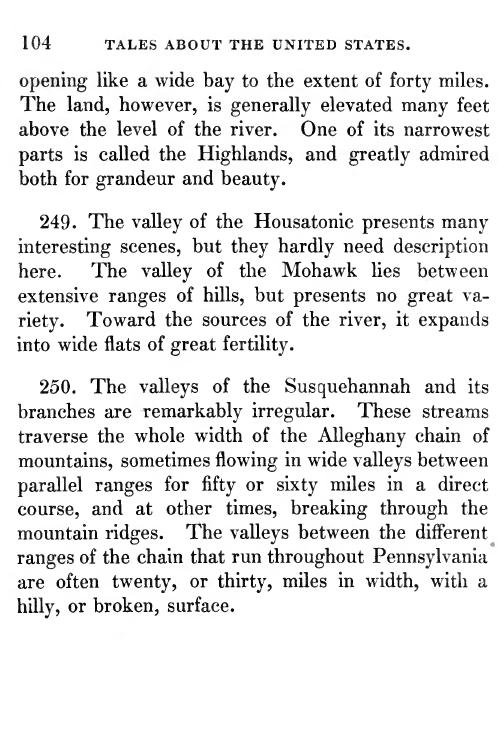 104 TALES ABOUT THE UNITED STATES.
opening like a wide bay to the extent of forty miles.
The land, however, is generally elevated many feet
above the level of the river. One of its narrowest
parts is called the Highlands, and greatly admired
both for grandeur and beauty.
249. The valley of the Housatonic presents many
interesting scenes, but they hardly need description
here. The valley of the Mohawk lies between
extensive ranges of hills, but presents no great va-
riety. Toward the sources of the river, it expands
into wide flats of great fertility.
250. The valleys of the Susquehannah and its
branches are remarkably irregular. These streams
traverse the whole width of the Alleghany chain of
mountains, sometimes flowing in wide valleys between
parallel ranges for fifty or sixty miles in a direct
course, and at other times, breaking through the
mountain ridges. The valleys between the different
ranges of the chain that run throughout Pennsylvania
are often twenty, or thirty, miles in width, with a
hilly, or broken, surface.